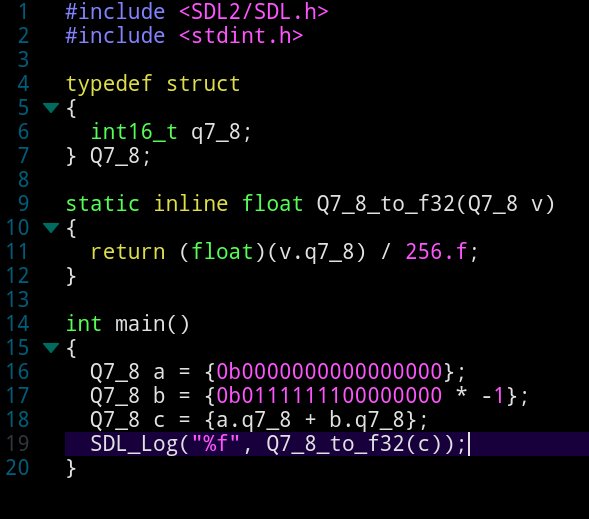 1 #include <SDL2/SDL.h>
2 #include <stdint.h>
3
4 typedef struct
5 {
6   int16_t q7_8;
7 } Q7_8;
8
9 static inline float Q7_8_to_f32(Q7_8 v)
10 {
11   return (float)(v.q7_8) / 256.f;
12 }
13
14 int main()
15 {
16   Q7_8 a = {0b0000000000000000};
17   Q7_8 b = {0b0111111100000000 * -1};
18   Q7_8 c = {a.q7_8 + b.q7_8};
19   SDL_Log("%f", Q7_8_to_f32(c));
20 }